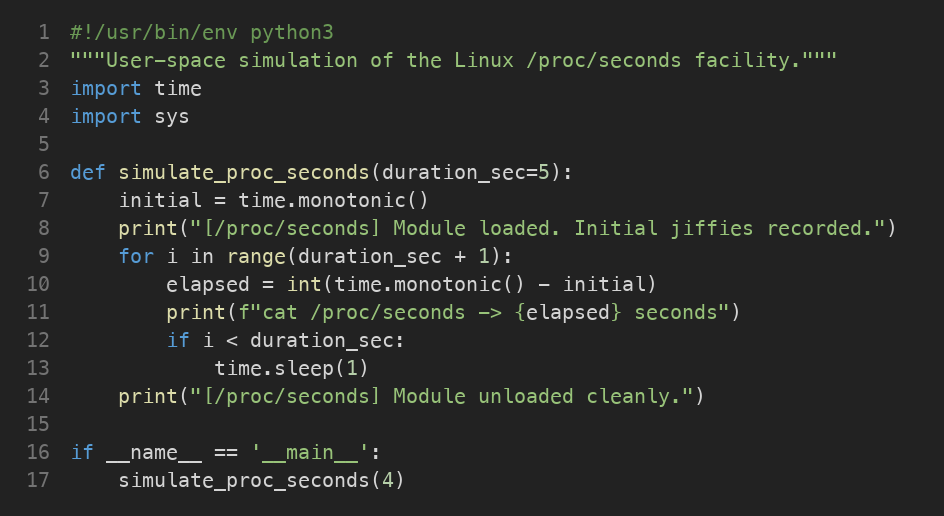 1 #!/usr/bin/env python3
2 """User-space simulation of the Linux /proc/seconds facility."""
3 import time
4 import sys
5
6 def simulate_proc_seconds(duration_sec=5):
7     initial = time.monotonic()
8     print("[/proc/seconds] Module loaded. Initial jiffies recorded.")
9     for i in range(duration_sec + 1):
10         elapsed = int(time.monotonic() - initial)
11         print(f"cat /proc/seconds -> {elapsed} seconds")
12         if i < duration_sec:
13             time.sleep(1)
14     print("[/proc/seconds] Module unloaded cleanly.")
15
16 if __name__ == '__main__':
17     simulate_proc_seconds(4)